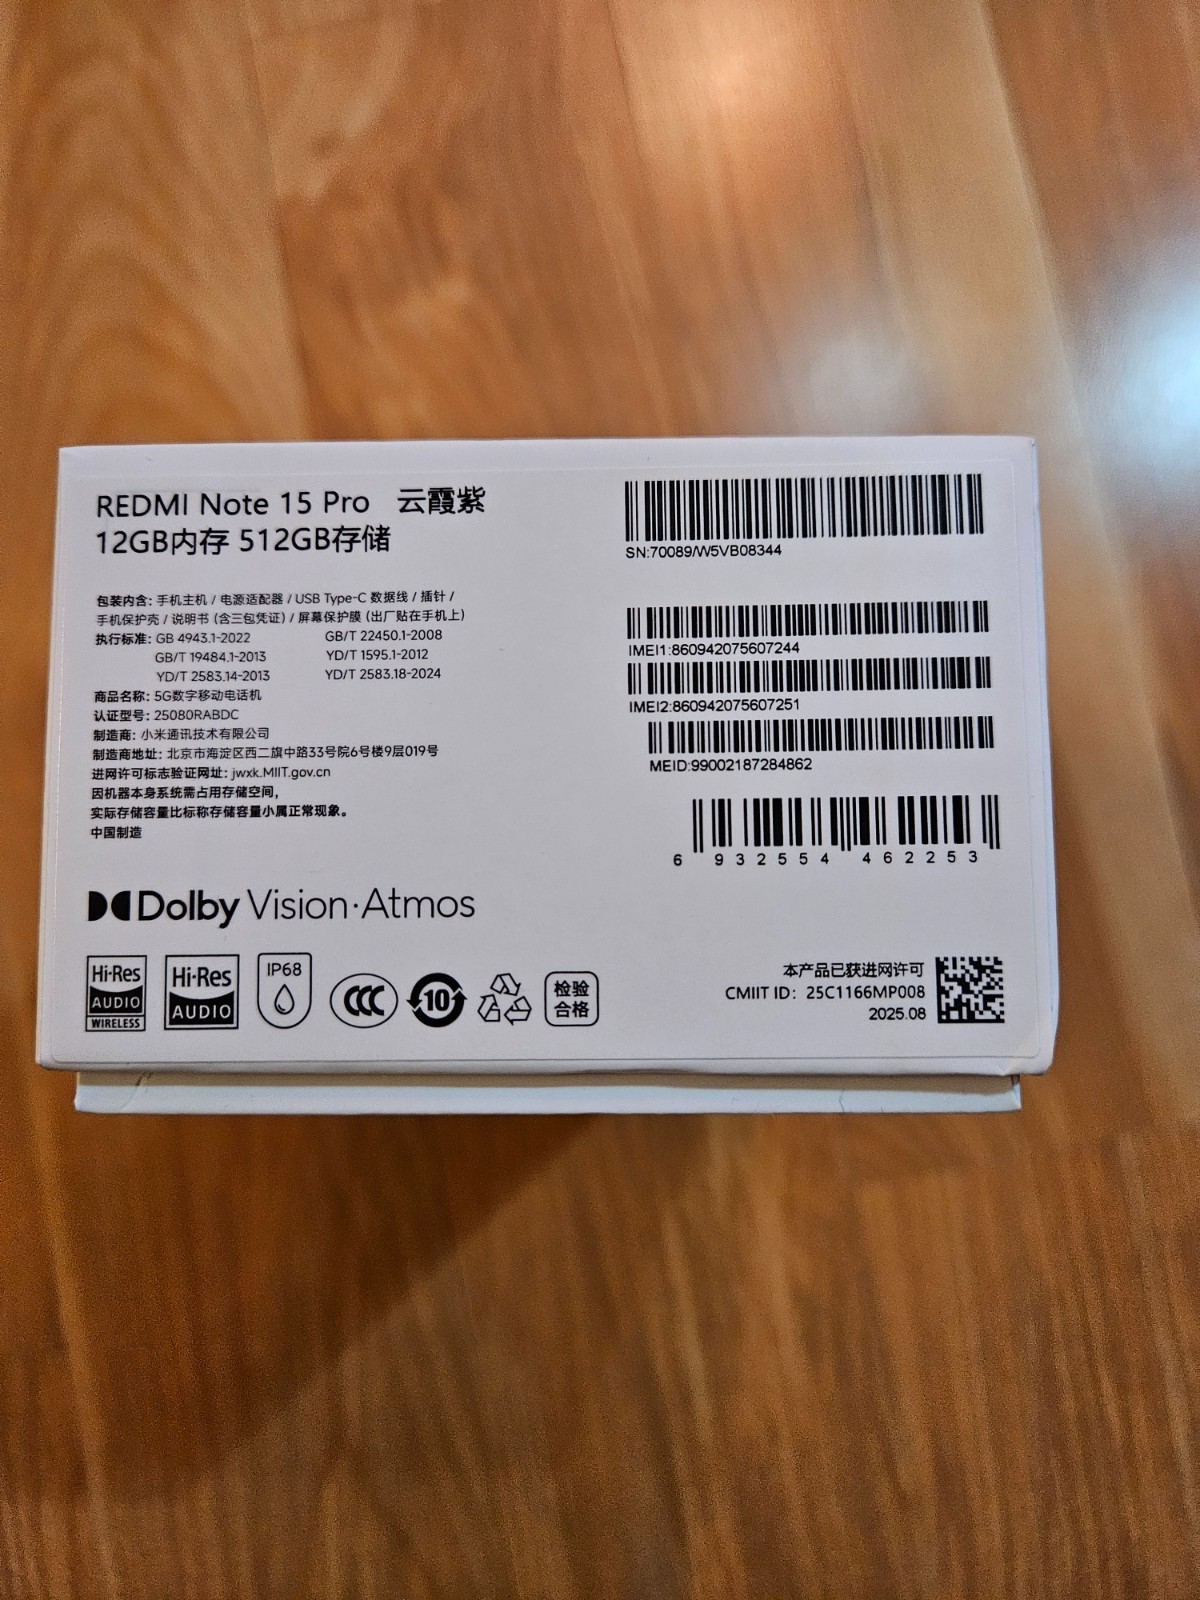 REDMI Note 15 Pro 云霞紫
12GB内存 512GB存储
包装内含: 手机主机 / 电源适配器 / USB Type-C 数据线 / 插针 /
手机保护壳 / 说明书 (含三包凭证) / 屏幕保护膜 (出厂贴在手机上)
执行标准: GB 4943.1-2022 GB/T 22450.1-2008
GB/T 19484.1-2013 YD/T 1595.1-2012
YD/T 2583.14-2013 YD/T 2583.18-2024
商品名称: 5G数字移动电话机
认证型号: 25080RABDC
制造商: 小米通讯技术有限公司
制造商地址: 北京市海淀区西二旗中路33号院6号楼9层019号
进网许可标志验证网址: jwxk.MIIT.gov.cn
因机器本身系统需占用存储空间,
实际存储容量比标称存储容量小属正常现象。
中国制造
Dolby Vision·Atmos
Hi-Res
AUDIO
WIRELESS
Hi-Res
AUDIO
IP68
CCC
10
检验
合格
SN:70089/W5VB08344
IMEI1:860942075607244
IMEI2:860942075607251
MEID:99002187284862
6 932554 462253
本产品已获进网许可
CMIIT ID: 25C1166MP008
2025.08